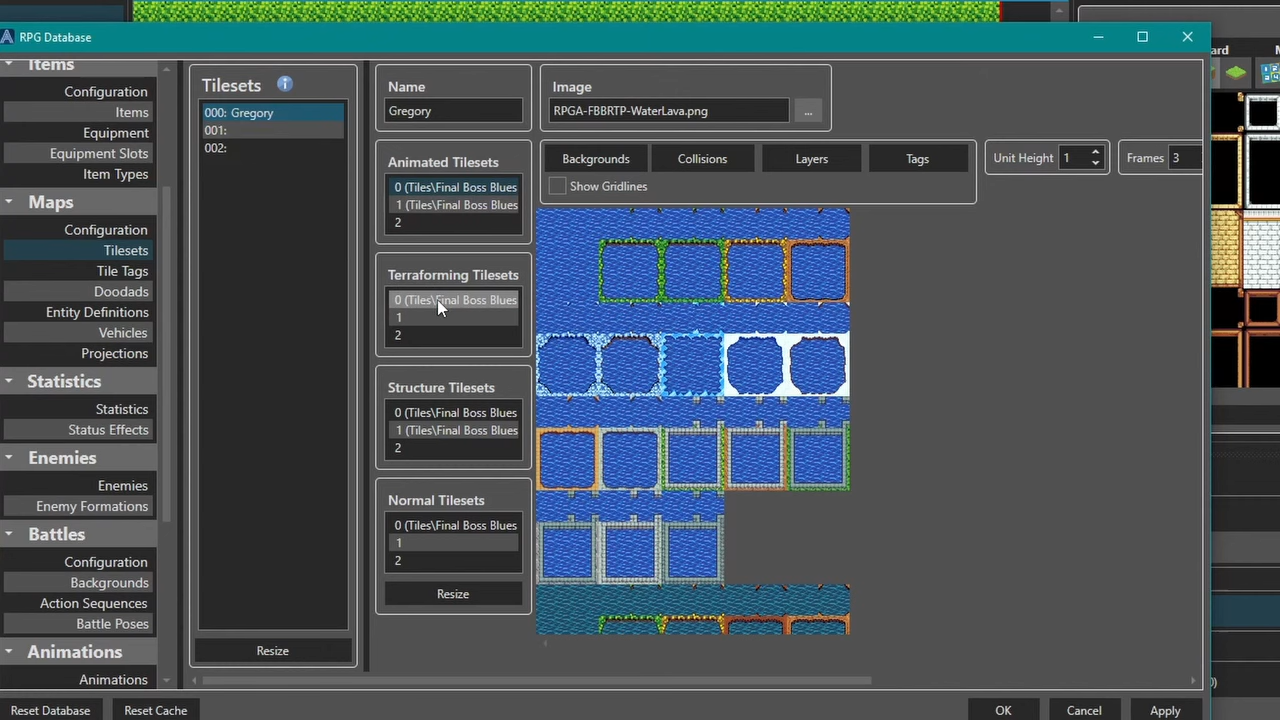 RPG Database
Items
Configuration
Items
Equipment
Equipment Slots
Item Types
Maps
Configuration
Tilesets
Tile Tags
Doodads
Entity Definitions
Vehicles
Projections
Statistics
Statistics
Status Effects
Enemies
Enemies
Enemy Formations
Battles
Configuration
Backgrounds
Action Sequences
Battle Poses
Animations
Animations
Tilesets
000: Gregory
001:
002:
Resize
Name
Gregory
Animated Tilesets
0 (Tiles\Final Boss Blues
1 (Tiles\Final Boss Blues
2
Terraforming Tilesets
0 (Tiles\Final Boss Blues
1
2
Structure Tilesets
0 (Tiles\Final Boss Blues
1 (Tiles\Final Boss Blues
2
Normal Tilesets
0 (Tiles\Final Boss Blues
1
2
Resize
Image
RPGA-FBBRTP-WaterLava.png ...
Backgrounds Collisions Layers Tags
Show Gridlines
Unit Height 1
Frames 3
ard
Reset Database Reset Cache OK Cancel Apply